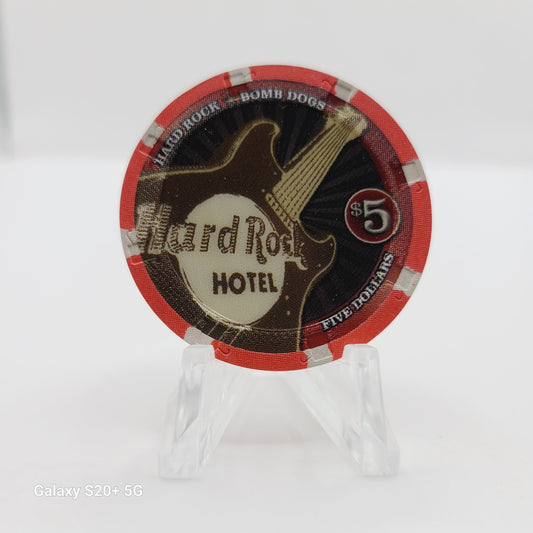 HARD ROCK — BOMB DOGS
Hard Rock
HOTEL
$5
FIVE DOLLARS
Galaxy S20+ 5G